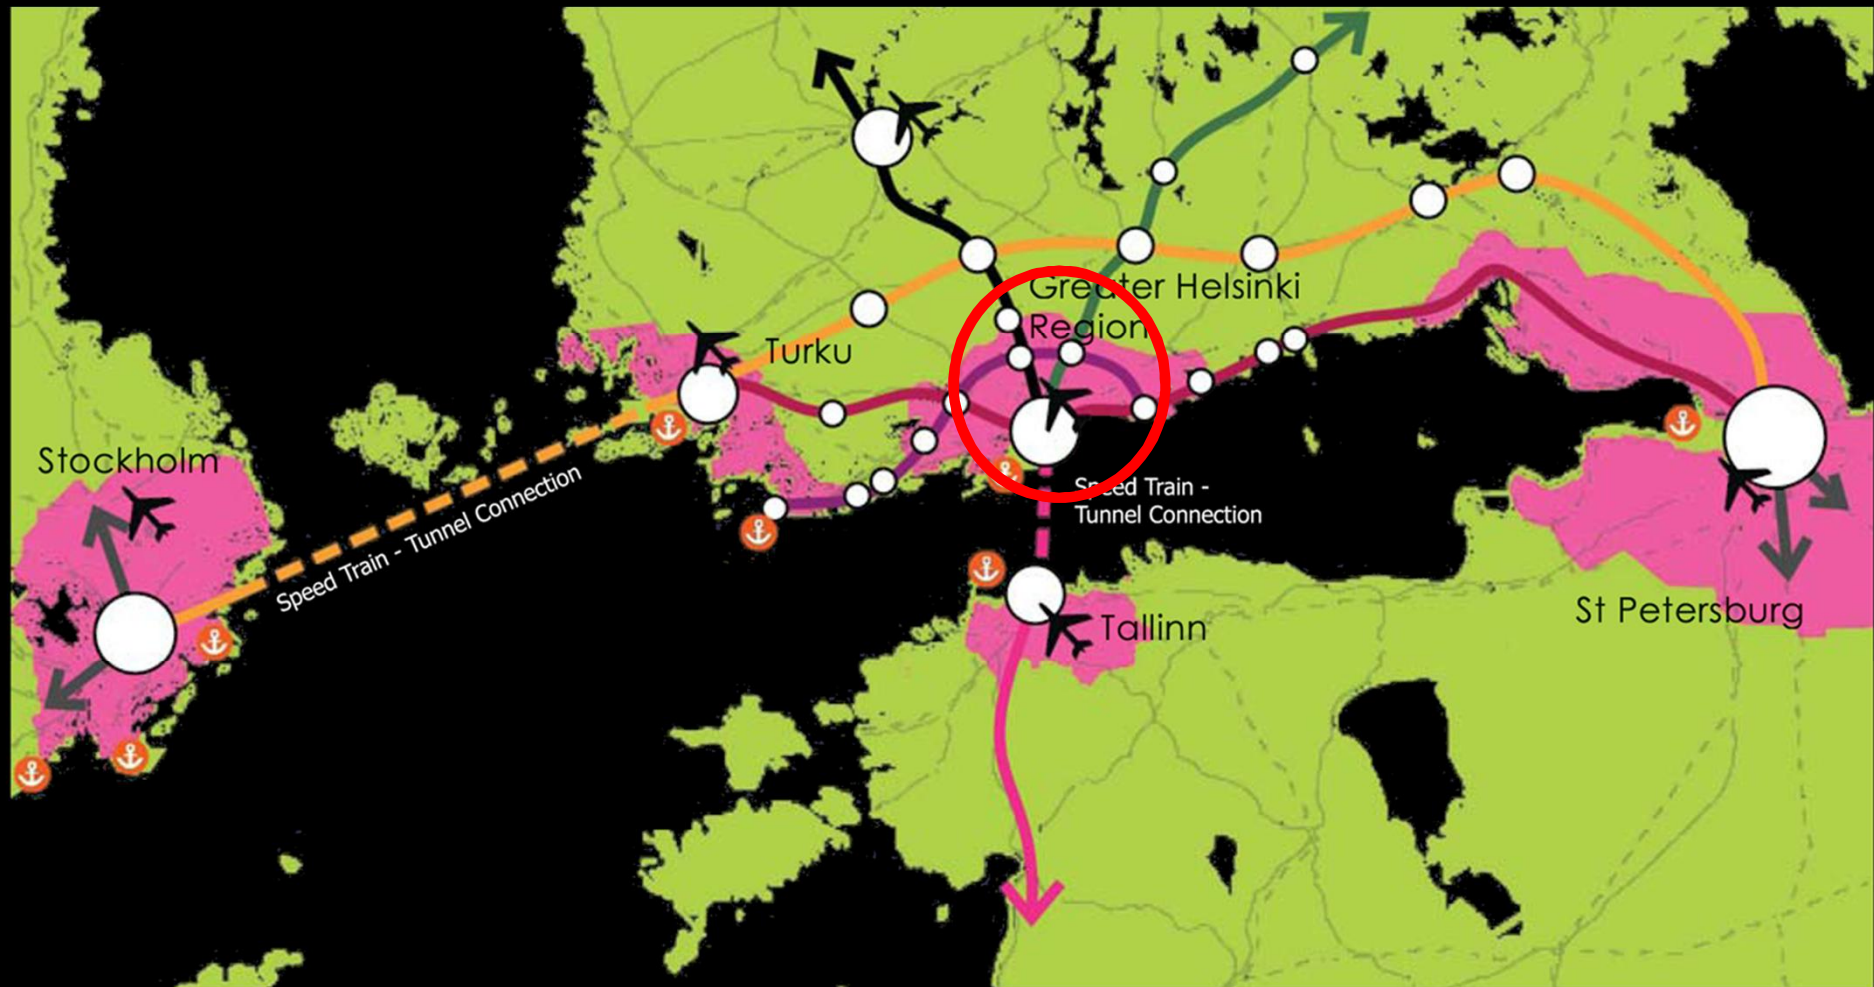 Greater Helsinki
Region
Turku
Stockholm
Speed Train - Tunnel Connection
Speed Train -
Tunnel Connection
Tallinn
St Petersburg